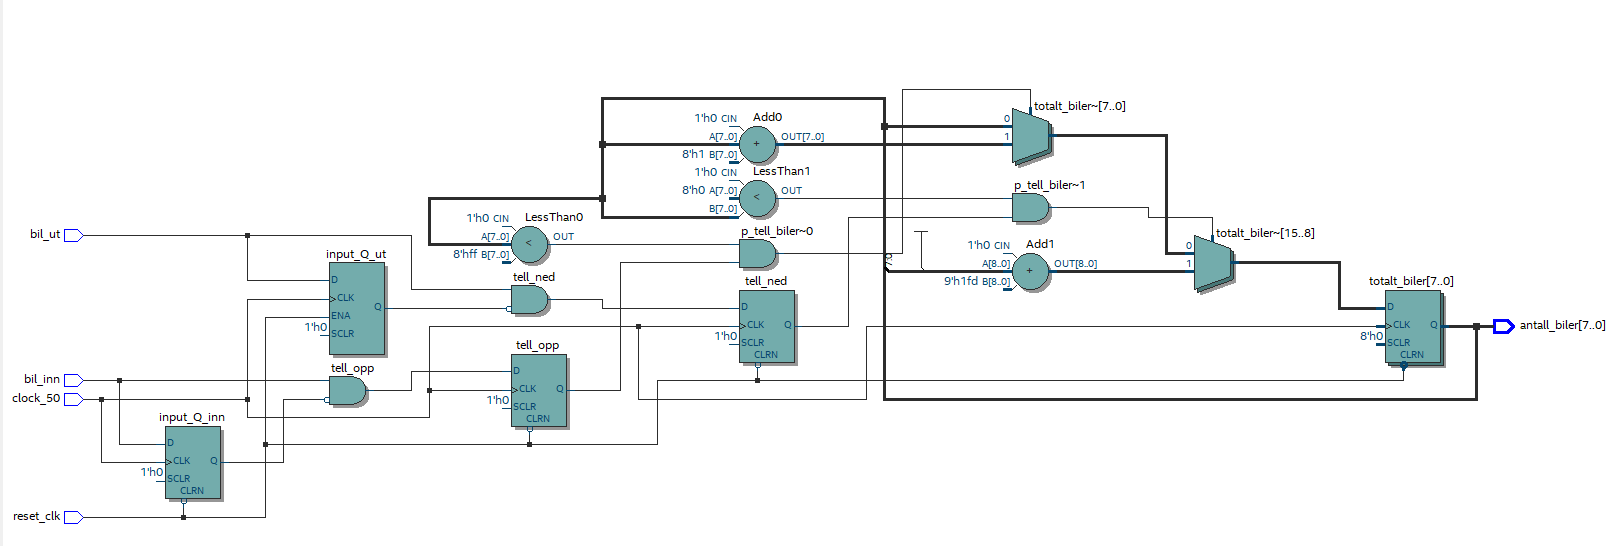 totalt_biler~[7..0]
1'h0 CIN
Add0
0
A[7..0]
+
OUT[7..0]
1
8'h1 B[7..0]
1'h0 CIN
LessThan1
8'h0 A[7..0]
<
OUT
p_tell_biler~1
B[7..0]
1'h0 CIN
LessThan0
bil_ut
A[7..0]
<
OUT
8'hff B[7..0]
p_tell_biler~0
totalt_biler~[15..8]
1'h0 CIN
Add1
0
7:0
A[8..0]
+
OUT[8..0]
1
9'h1fd B[8..0]
input_Q_ut
D
CLK
ENA
Q
1'h0
SCLR
tell_ned
tell_ned
D
CLK
Q
1'h0
SCLR
CLRN
totalt_biler[7..0]
D
CLK
Q
8'h0
SCLR
CLRN
antall_biler[7..0]
tell_opp
D
CLK
Q
1'h0
SCLR
CLRN
bil_inn
tell_opp
clock_50
input_Q_inn
D
CLK
Q
1'h0
SCLR
CLRN
reset_clk